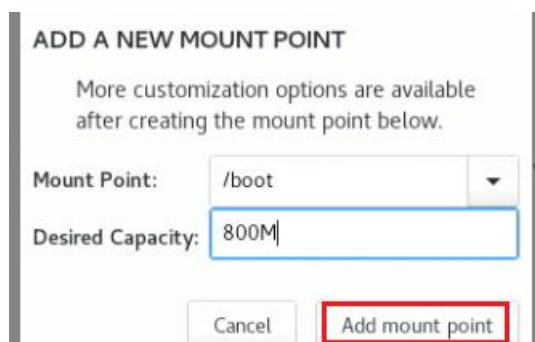 ADD A NEW MOUNT POINT
More customization options are available
after creating the mount point below.
Mount Point: /boot
Desired Capacity: 800M
Cancel Add mount point